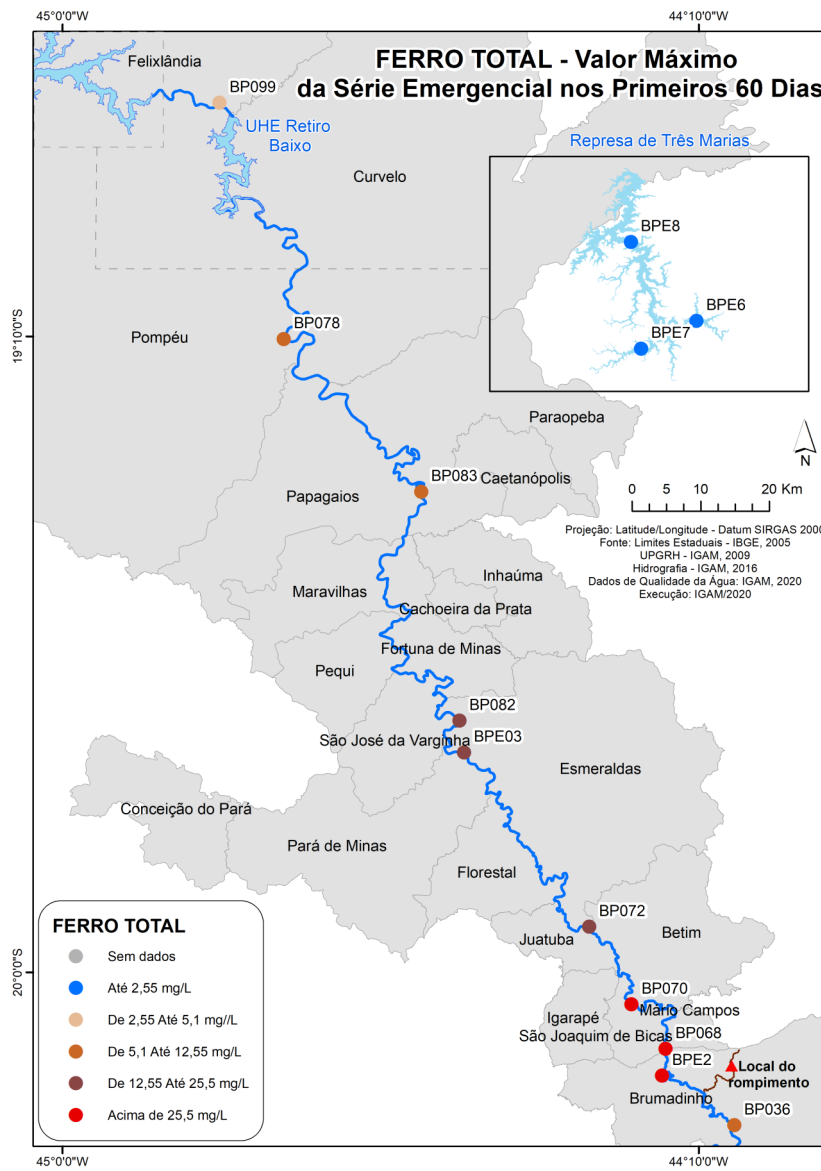 45°0'0"W
44°10'0"W
FERRO TOTAL - Valor Máximo
da Série Emergencial nos Primeiros 60 Dias
Felixlândia
BP099
UHE Retiro
Baixo
Represa de Três Marias
Curvelo
BPE8
BPE6
BPE7
BP078
Pompéu
19°10'0"S
Paraopeba
N
BP083
Caetanópolis
Papagaios
0 5 10 20 Km
Projeção: Latitude/Longitude - Datum SIRGAS 2000
Fonte: Limites Estaduais - IBGE, 2005
UPGRH - IGAM, 2009
Hidrografia - IGAM, 2016
Dados de Qualidade da Água: IGAM, 2020
Execução: IGAM/2020
Inhaúma
Maravilhas
Cachoeira da Prata
Fortuna de Minas
Pequi
BP082
São José da Varginha
BPE03
Esmeraldas
Conceição do Pará
Pará de Minas
Florestal
BP072
Juatuba
Betim
20°0'0"S
BP070
Mário Campos
Igarapé
São Joaquim de Bicas
BP068
BPE2
Local do
rompimento
Brumadinho
BP036
FERRO TOTAL
Sem dados
Até 2,55 mg/L
De 2,55 Até 5,1 mg//L
De 5,1 Até 12,55 mg/L
De 12,55 Até 25,5 mg/L
Acima de 25,5 mg/L
45°0'0"W
44°10'0"W